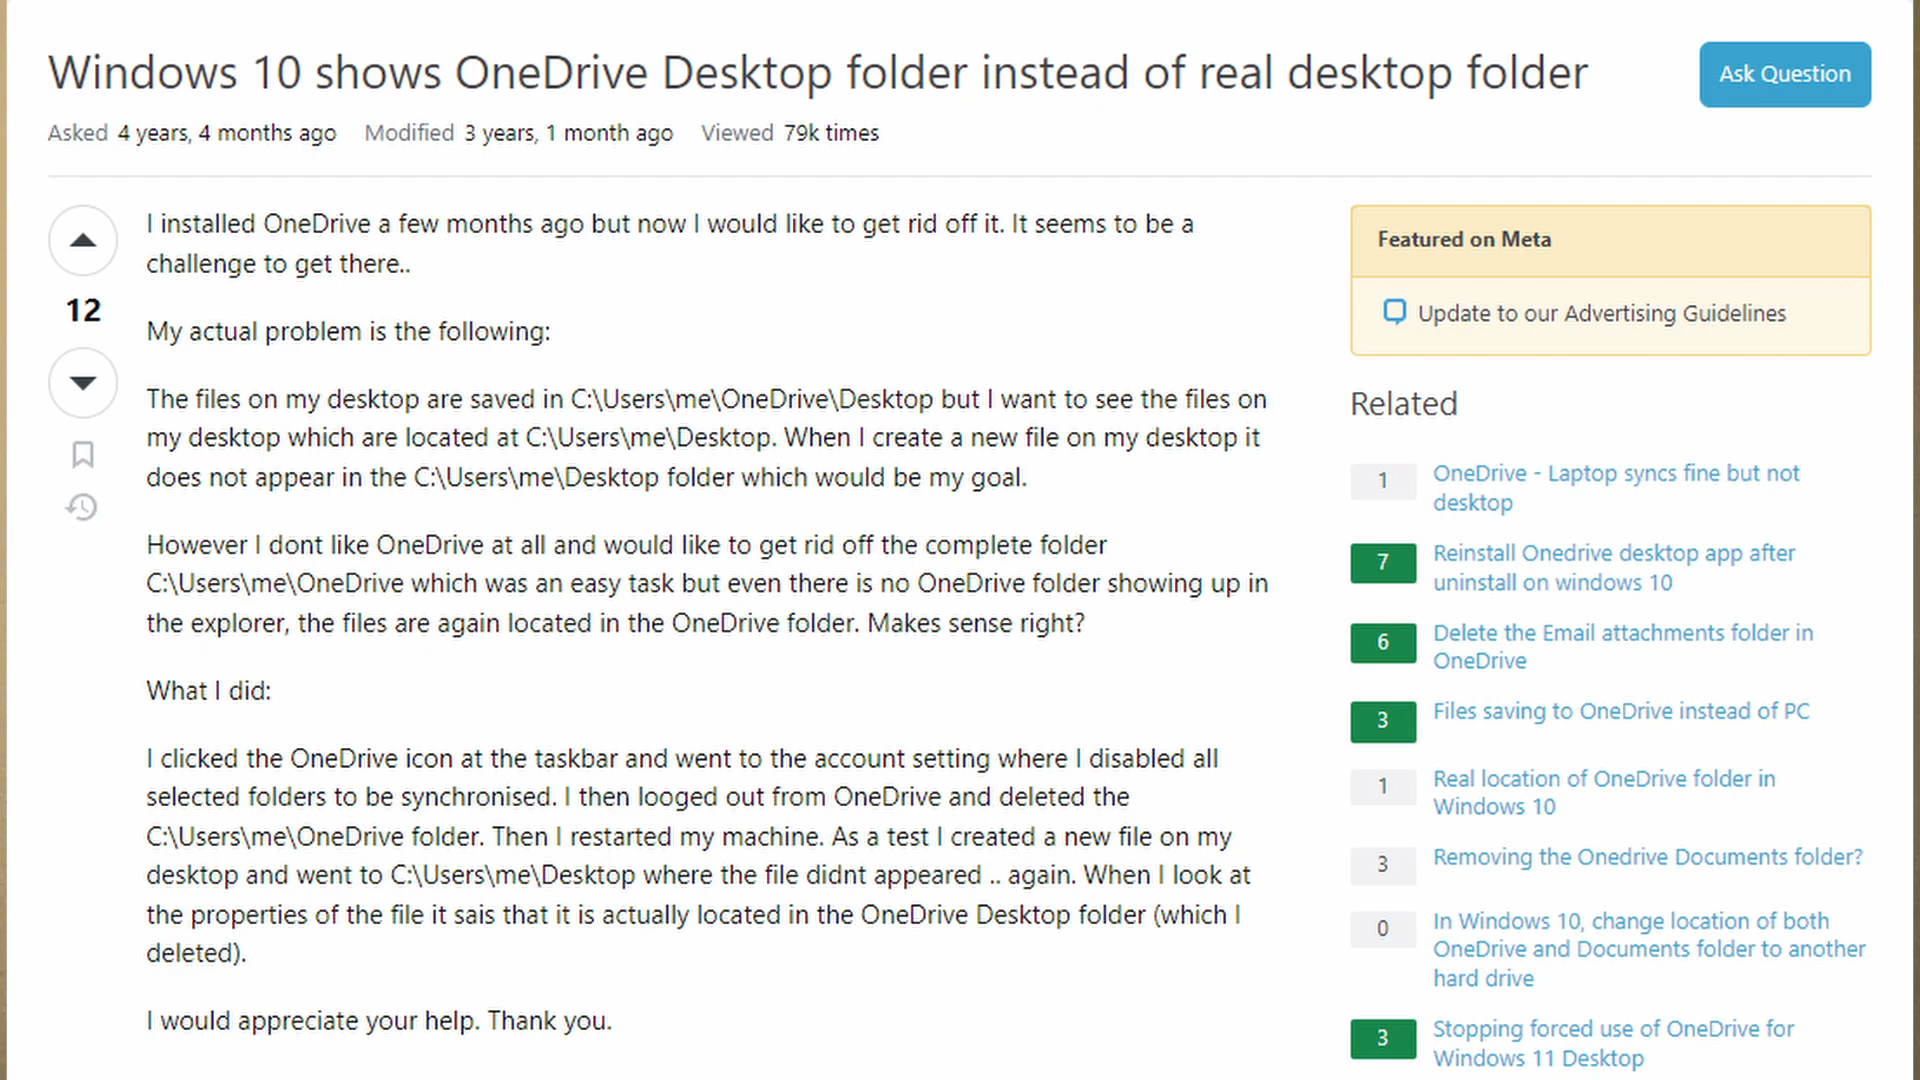 Windows 10 shows OneDrive Desktop folder instead of real desktop folder
Ask Question
Asked 4 years, 4 months ago Modified 3 years, 1 month ago Viewed 79k times
12
I installed OneDrive a few months ago but now I would like to get rid off it. It seems to be a
challenge to get there..
My actual problem is the following:
The files on my desktop are saved in C:\Users\me\OneDrive\Desktop but I want to see the files on
my desktop which are located at C:\Users\me\Desktop. When I create a new file on my desktop it
does not appear in the C:\Users\me\Desktop folder which would be my goal.
However I dont like OneDrive at all and would like to get rid off the complete folder
C:\Users\me\OneDrive which was an easy task but even there is no OneDrive folder showing up in
the explorer, the files are again located in the OneDrive folder. Makes sense right?
What I did:
I clicked the OneDrive icon at the taskbar and went to the account setting where I disabled all
selected folders to be synchronised. I then looged out from OneDrive and deleted the
C:\Users\me\OneDrive folder. Then I restarted my machine. As a test I created a new file on my
desktop and went to C:\Users\me\Desktop where the file didnt appeared .. again. When I look at
the properties of the file it sais that it is actually located in the OneDrive Desktop folder (which I
deleted).
I would appreciate your help. Thank you.
Featured on Meta
Update to our Advertising Guidelines
Related
1 OneDrive - Laptop syncs fine but not
desktop
7 Reinstall Onedrive desktop app after
uninstall on windows 10
6 Delete the Email attachments folder in
OneDrive
3 Files saving to OneDrive instead of PC
1 Real location of OneDrive folder in
Windows 10
3 Removing the Onedrive Documents folder?
0 In Windows 10, change location of both
OneDrive and Documents folder to another
hard drive
3 Stopping forced use of OneDrive for
Windows 11 Desktop